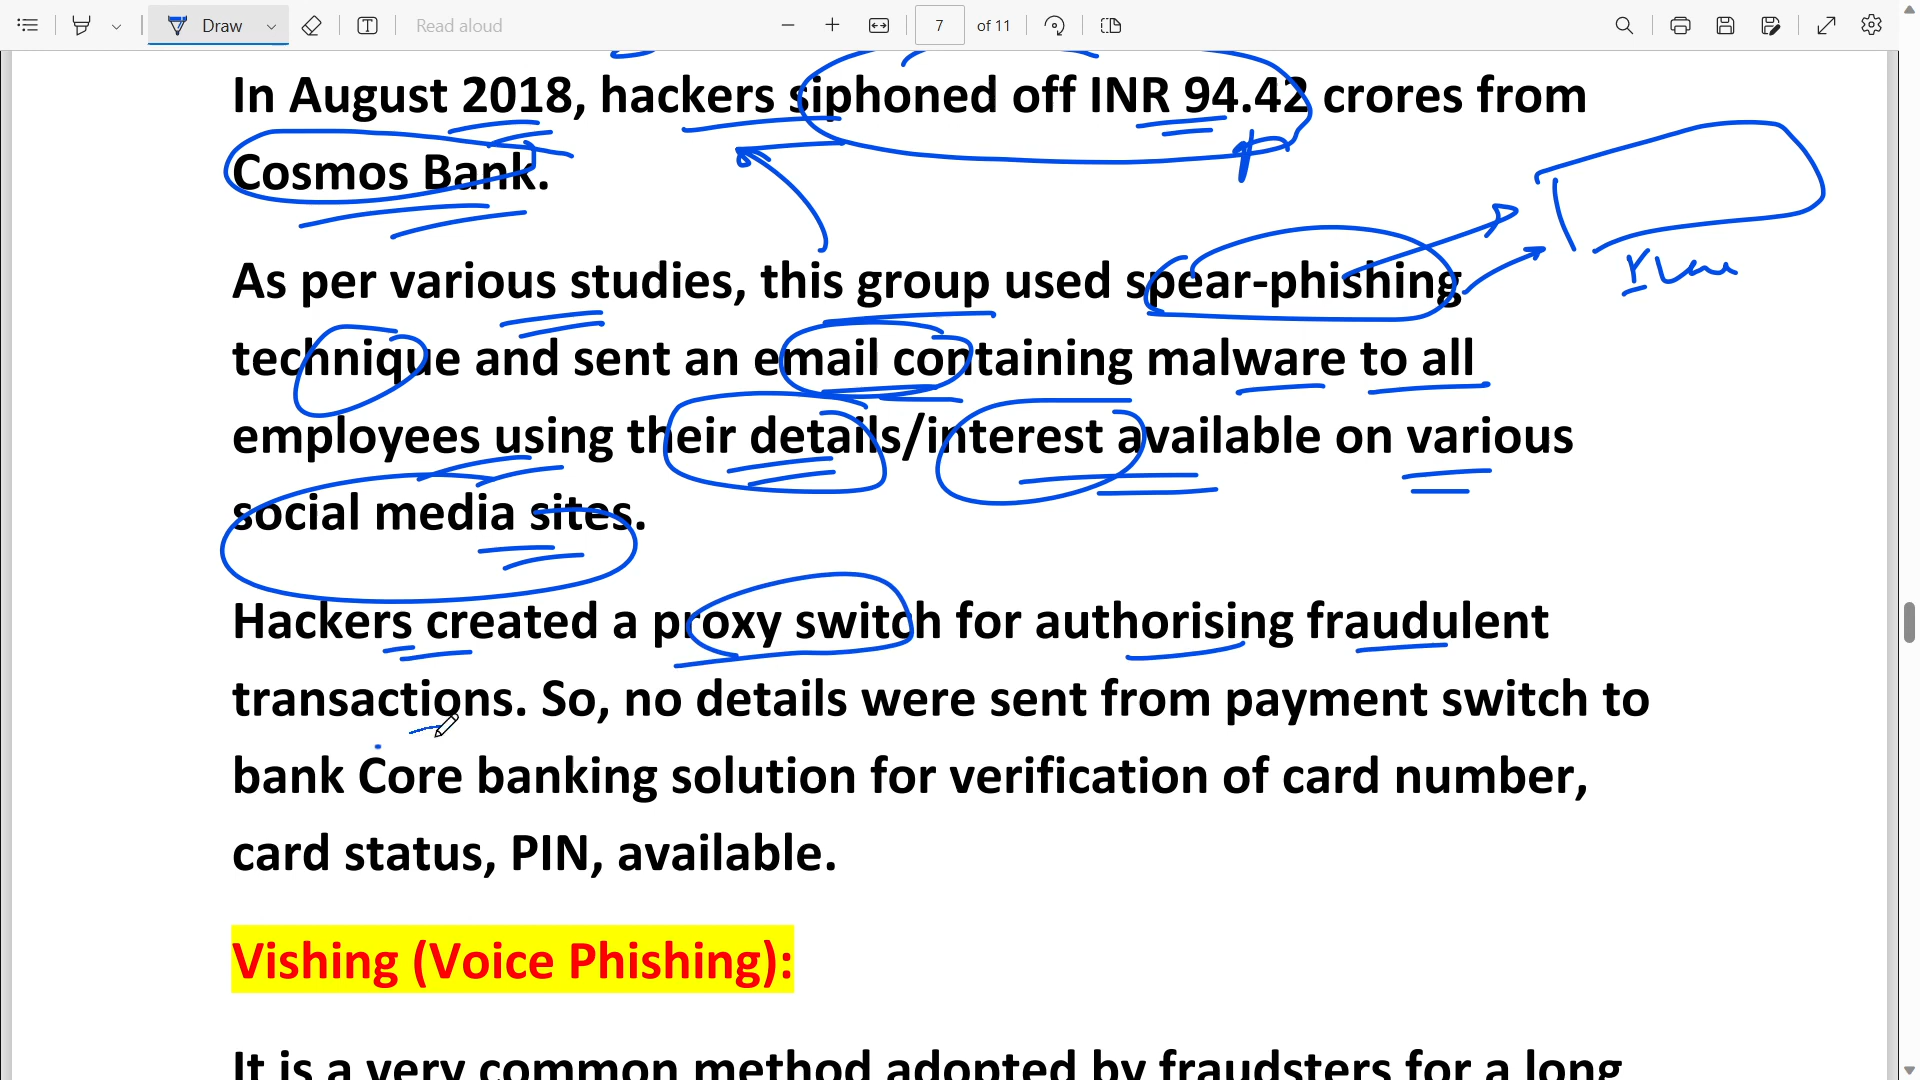 Draw
Read aloud
7 of 11
In August 2018, hackers siphoned off INR 94.42 crores from
Cosmos Bank.
As per various studies, this group used spear-phishing
technique and sent an email containing malware to all
employees using their details/interest available on various
social media sites.
Hackers created a proxy switch for authorising fraudulent
transactions. So, no details were sent from payment switch to
bank Core banking solution for verification of card number,
card status, PIN, available.
Vishing (Voice Phishing):
It is a very common method adopted by fraudsters for a long